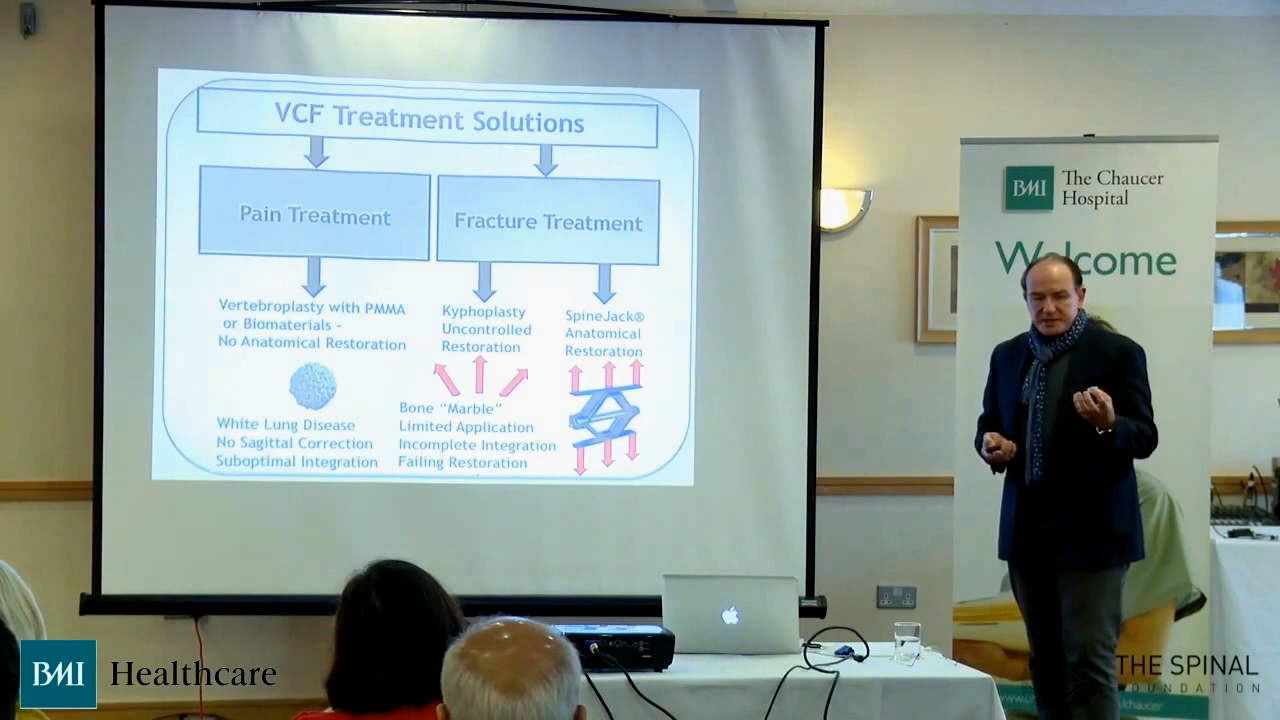 VCF Treatment Solutions
Pain Treatment
Fracture Treatment
Vertebroplasty with PMMA
or Biomaterials -
No Anatomical Restoration
Kyphoplasty
Uncontrolled
Restoration
SpineJack®
Anatomical
Restoration
White Lung Disease
No Sagittal Correction
Suboptimal Integration
Bone "Marble"
Limited Application
Incomplete Integration
Failing Restoration
BMI The Chaucer
Hospital
Welcome
BMI Healthcare
THE SPINAL
FOUNDATION